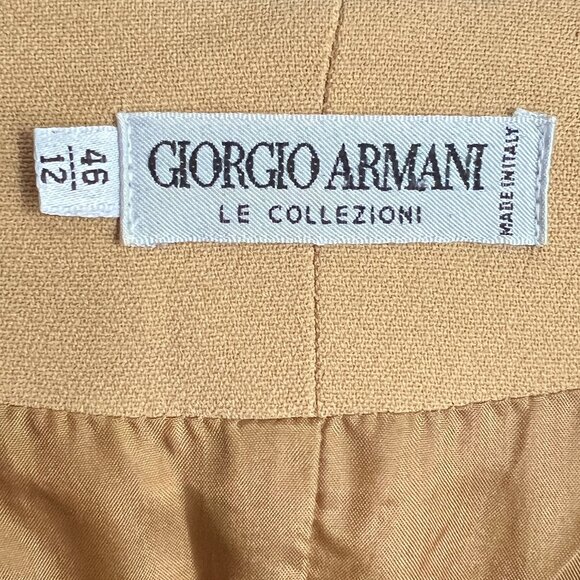 46
12
GIORGIO ARMANI
LE COLLEZIONI
MADE IN ITALY